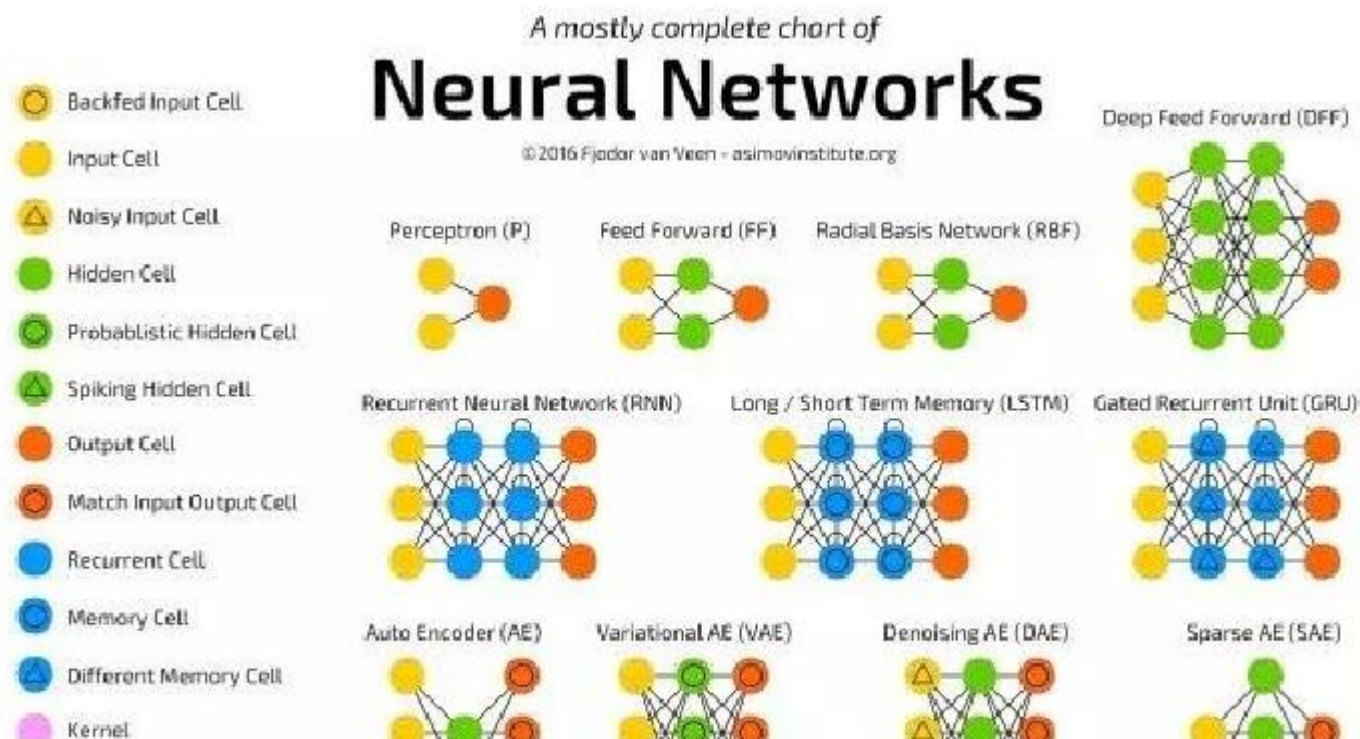 A mostly complete chart of
Neural Networks
© 2016 Fjodor van Veen - asimovinstitute.org
Backfed Input Cell
Input Cell
Noisy Input Cell
Hidden Cell
Probablistic Hidden Cell
Spiking Hidden Cell
Output Cell
Match Input Output Cell
Recurrent Cell
Memory Cell
Different Memory Cell
Kernel
Perceptron (P)
Feed Forward (FF)
Radial Basis Network (RBF)
Deep Feed Forward (DFF)
Recurrent Neural Network (RNN)
Long / Short Term Memory (LSTM)
Gated Recurrent Unit (GRU)
Auto Encoder (AE)
Variational AE (VAE)
Denoising AE (DAE)
Sparse AE (SAE)